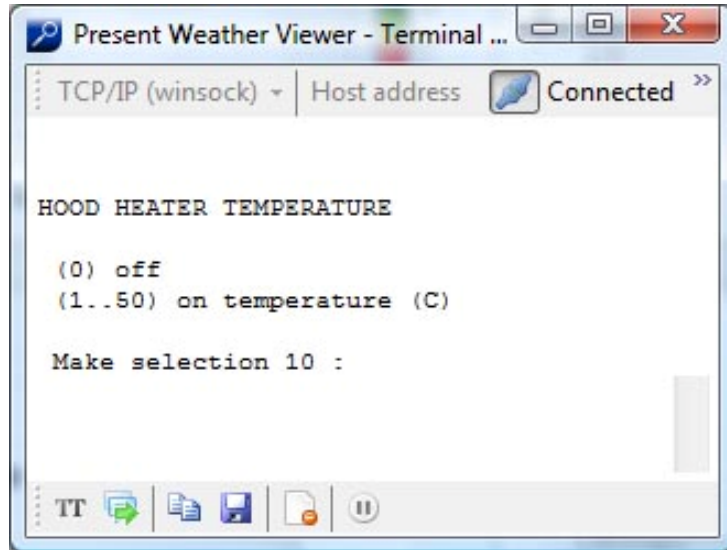 Present Weather Viewer - Terminal ...
TCP/IP (winsock) Host address Connected »
HOOD HEATER TEMPERATURE
(0) off
(1..50) on temperature (C)
Make selection 10 :
TT